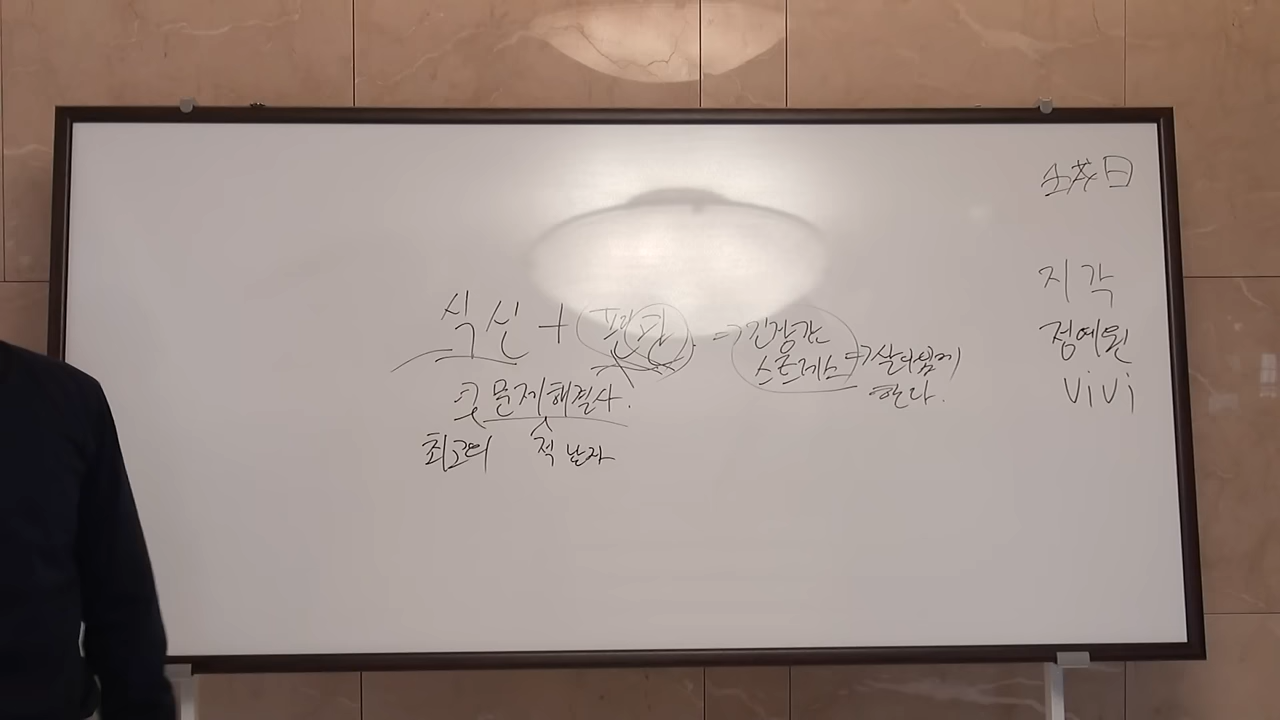 식신 + 편관 → 긴장감
스트레스 → 살아남게
한다.
문제해결사.
최고의 적 남자
지각
정예원
ViVi